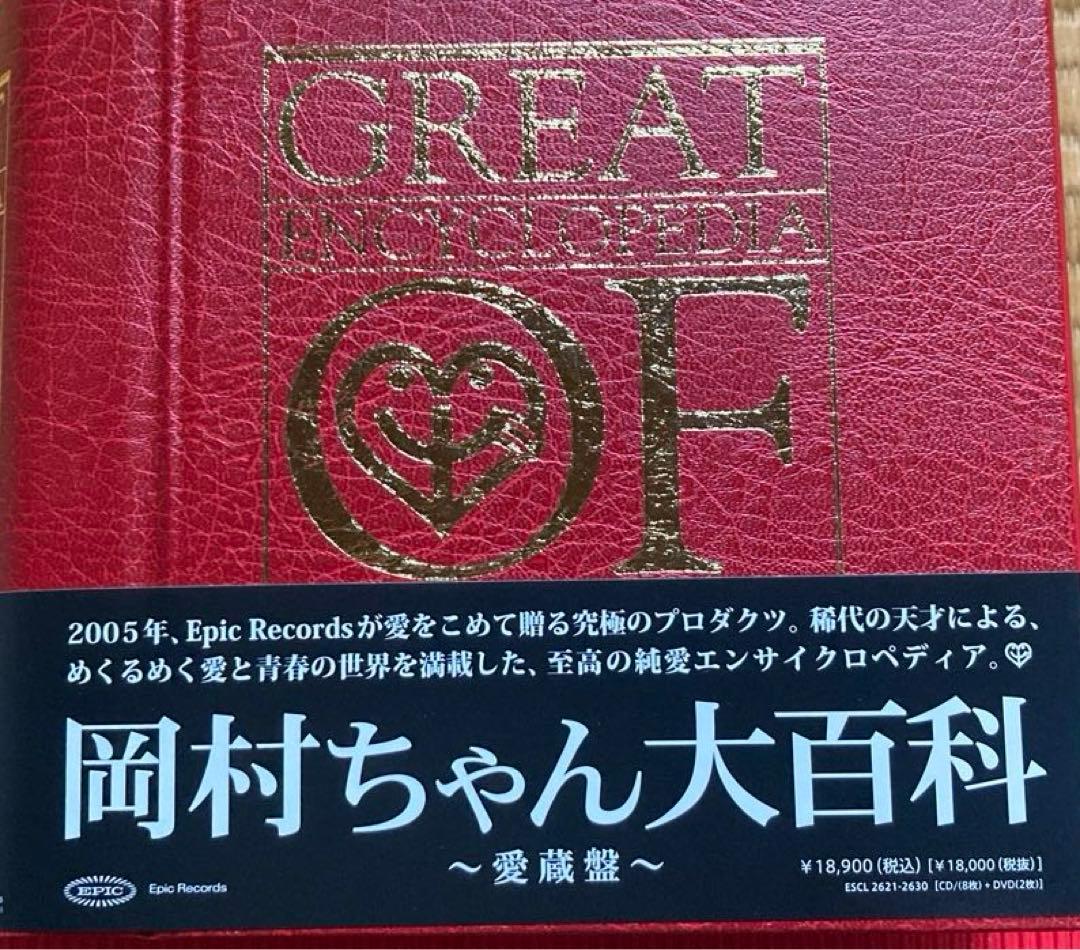 GREAT
ENCYCLOPEDIA
OF
2005年、Epic Recordsが愛をこめて贈る究極のプロダクツ。稀代の天才による、
めくるめく愛と青春の世界を満載した、至高の純愛エンサイクロペディア。
岡村ちゃん大百科
～愛蔵盤～
EPIC Epic Records
￥18,900(税込) [￥18,000(税抜)]
ESCL 2621-2630 [CD/(8枚)+DVD(2枚)]